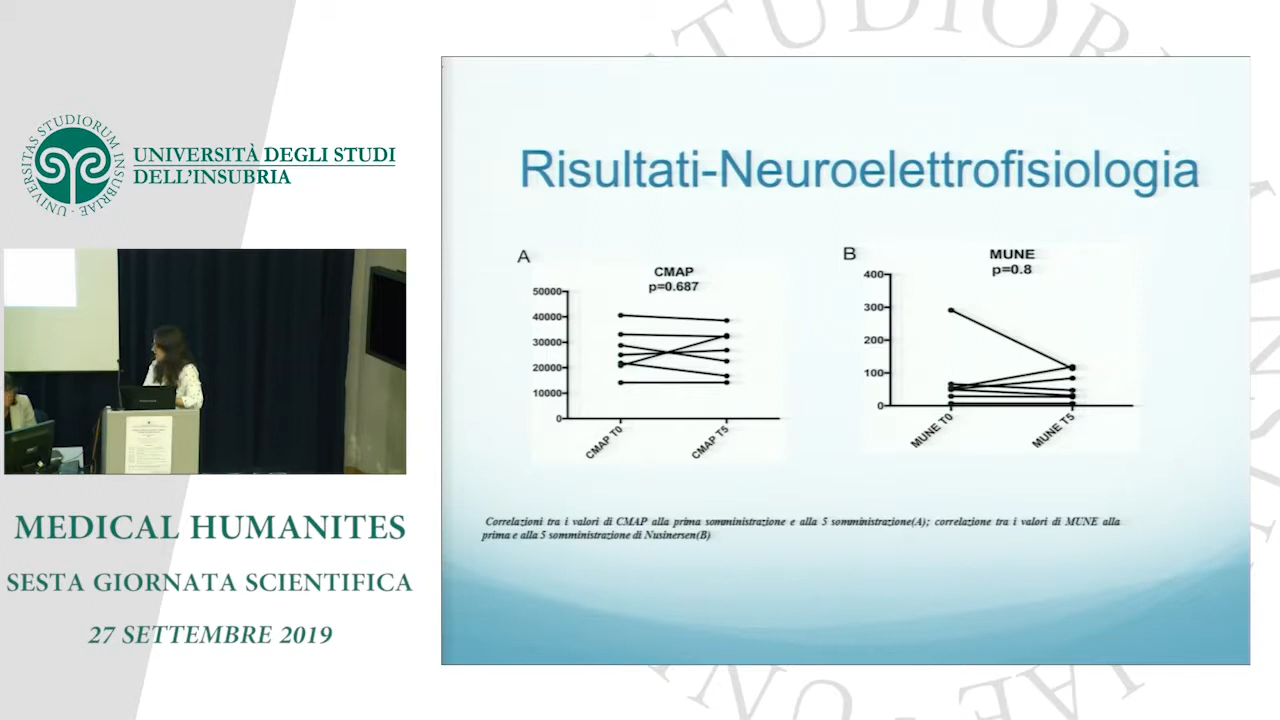 UNIVERSITAS STUDIORUM INSUBRIAE
UNIVERSITÀ DEGLI STUDI
DELL'INSUBRIA
MEDICAL HUMANITES
SESTA GIORNATA SCIENTIFICA
27 SETTEMBRE 2019
Risultati-Neuroelettrofisiologia
A
CMAP
p=0.687
50000
40000
30000
20000
10000
0
CMAP T0
CMAP T5
B
MUNE
p=0.8
400
300
200
100
0
MUNE T0
MUNE T5
Correlazioni tra i valori di CMAP alla prima somministrazione e alla 5 somministrazione(A); correlazione tra i valori di MUNE alla
prima e alla 5 somministrazione di Nusinersen(B)